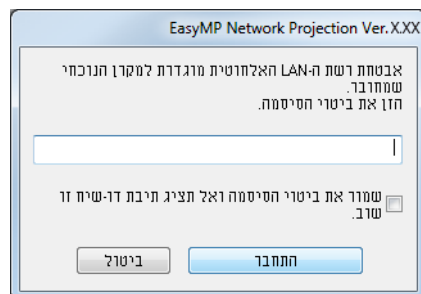 EasyMP Network Projection Ver.X.XX
אבטחת רשת ה-LAN האלחוטית מוגדרת למקרן הנוכחי
שמחובר.
הזן את ביטוי הסיסמה.
שמור את ביטוי הסיסמה ואל תציג תיבת דו-שיח זו
שוב.
התחבר
ביטול